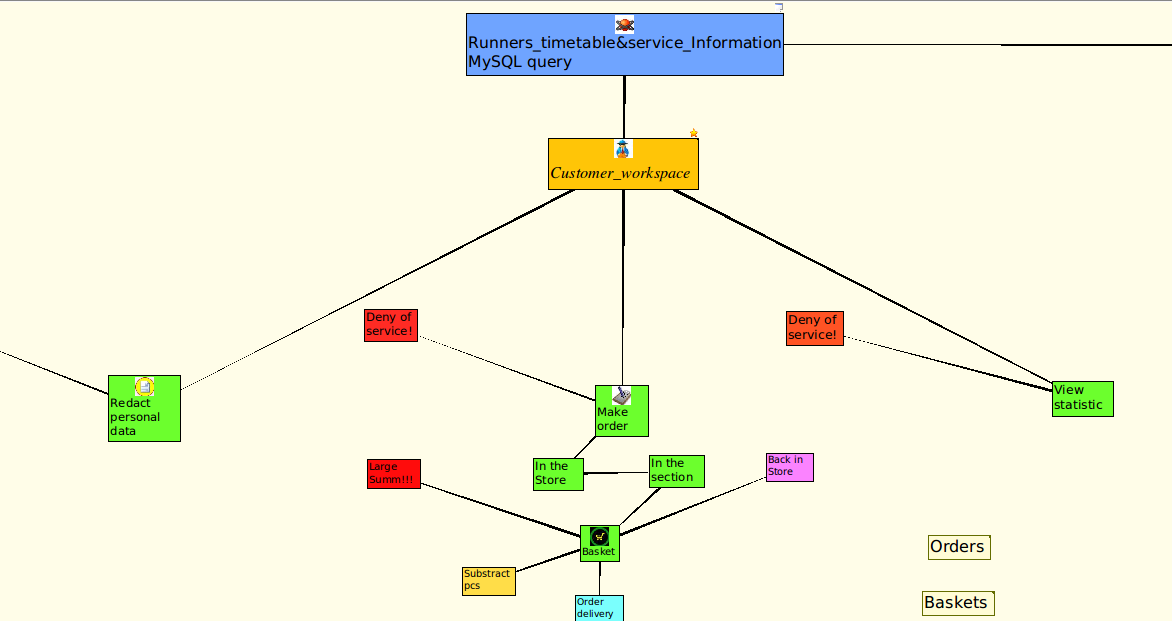 Runners_timetable&service_Information
MySQL query
Customer_workspace
Deny of
service!
Deny of
service!
Redact
personal
data
Make
order
View
statistic
Large
Summ!!!
In the
Store
In the
section
Back in
Store
Basket
Orders
Substract
pcs
Order
delivery
Baskets